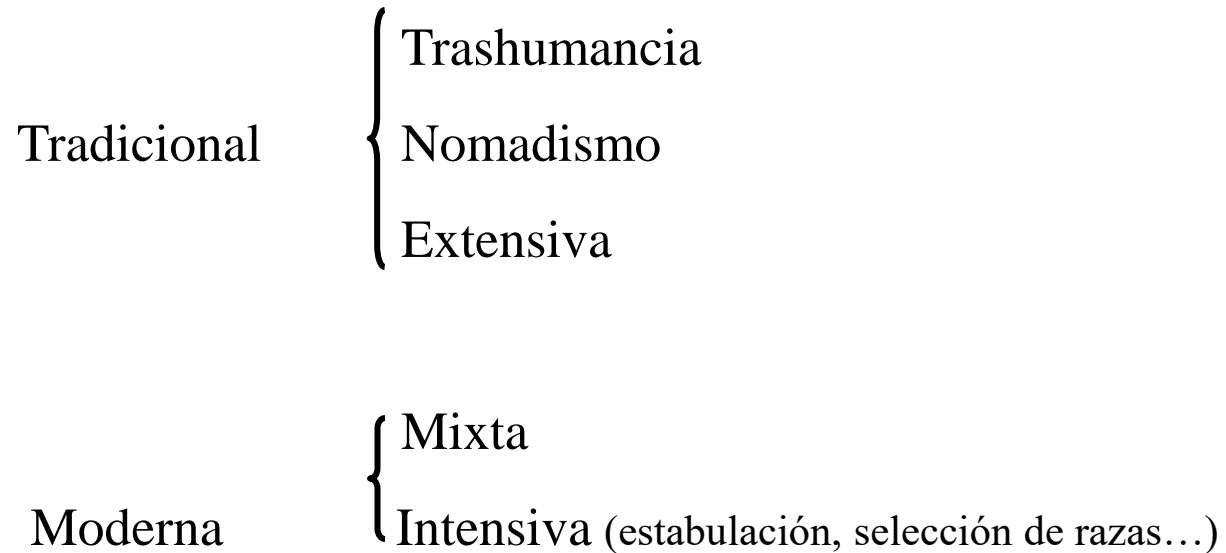 Trashumancia
Tradicional Nomadismo
Extensiva
Mixta
Moderna Intensiva (estabulación, selección de razas…)